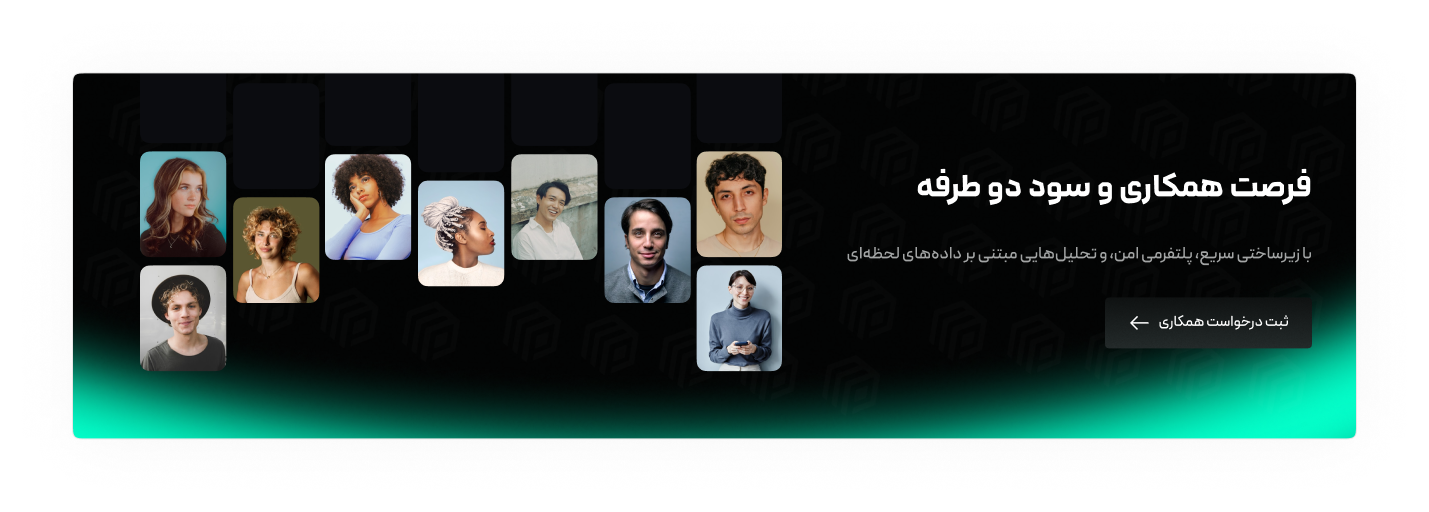 فرصت همکاری و سود دو طرفه
با زیرساختی سریع، پلتفرمی امن، و تحلیل‌هایی مبتنی بر داده‌های لحظه‌ای
ثبت درخواست همکاری